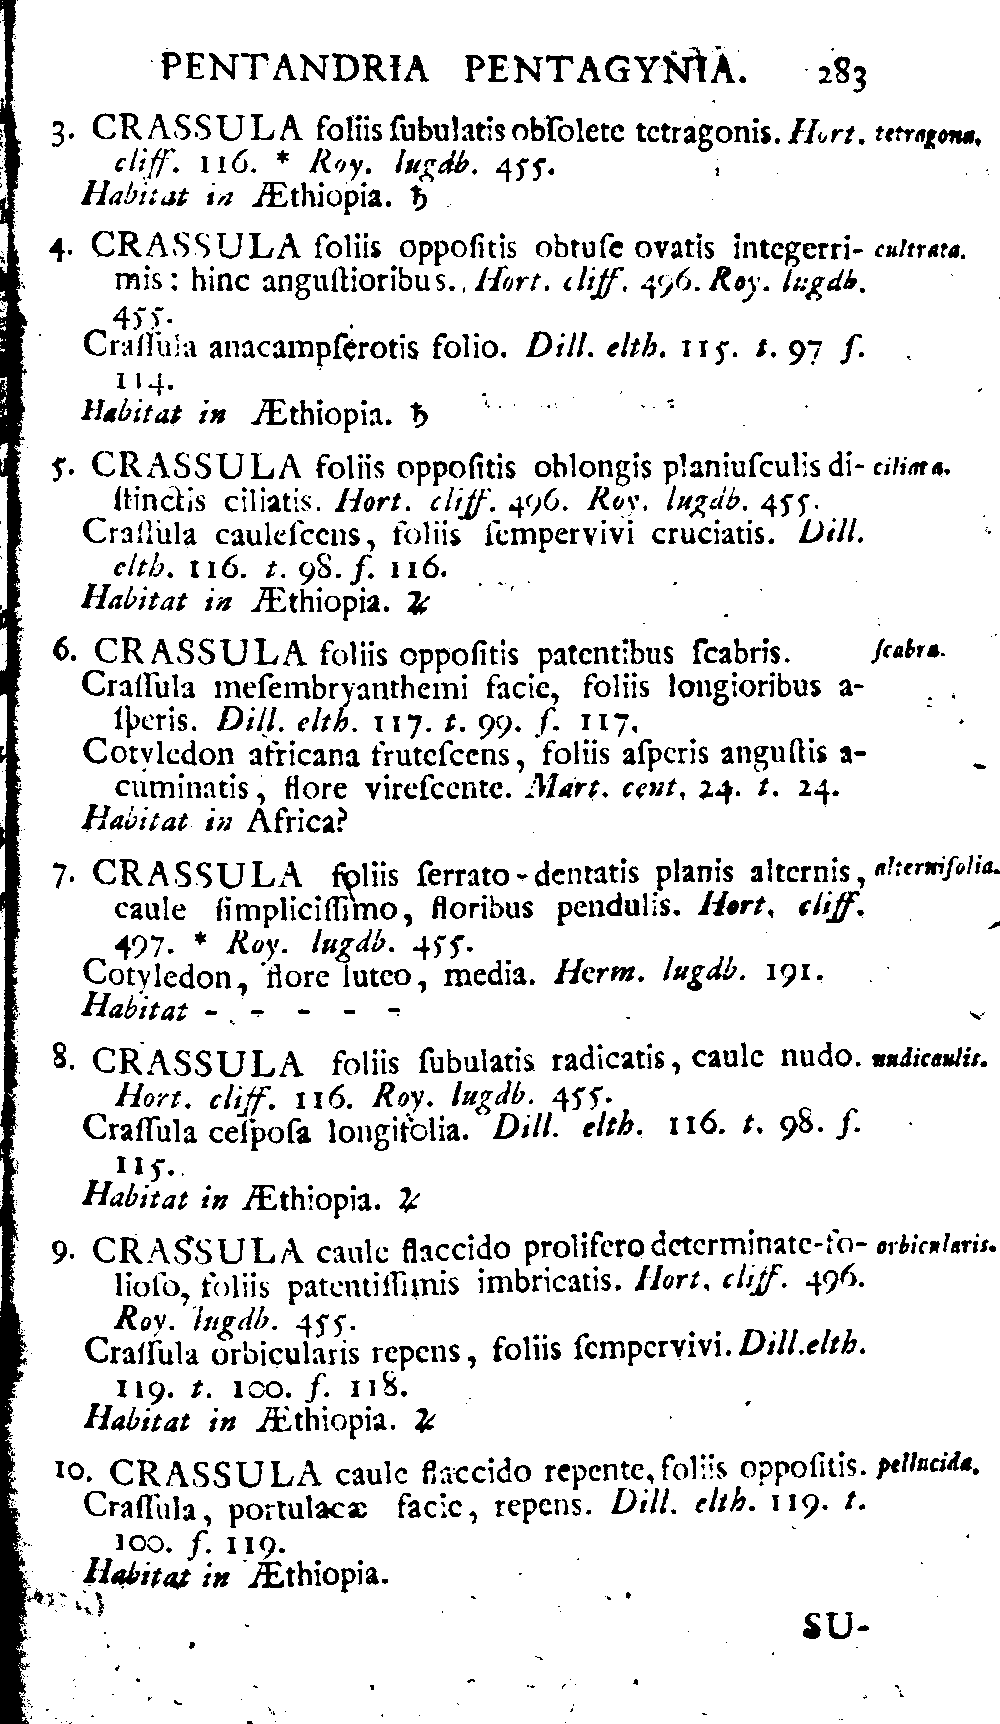 PENTANDRIA PENTAGYNIA. 283
3. CRASSULA foliis ſubulatis obſolete tetragonis. Hort. tetragona.
cliff. 116. * Roy. lugdb. 455.
Habitat in Æthiopia. ♄
4. CRASSULA foliis oppoſitis obtuſe ovatis integerri- cultrata.
mis: hinc anguſtioribus. Hort. cliff. 496. Roy. lugdb.
455.
Craſſula anacampſerotis folio. Dill. elth. 115. t. 97 f.
114.
Habitat in Æthiopia. ♄
5. CRASSULA foliis oppoſitis oblongis planiuſculis di- ciliata.
ſtinctis ciliatis. Hort. cliff. 496. Roy. lugdb. 455.
Craſſula cauleſcens, foliis ſempervivi cruciatis. Dill.
elth. 116. t. 98. f. 116.
Habitat in Æthiopia. ♃
6. CRASSULA foliis oppoſitis patentibus ſcabris. ſcabra.
Craſſula meſembryanthemi facie, foliis longioribus a-
ſperis. Dill. elth. 117. t. 99. f. 117.
Cotyledon africana fruteſcens, foliis aſperis anguſtis a-
cuminatis, flore vireſcente. Mart. cent. 24. t. 24.
Habitat in Africa?
7. CRASSULA foliis ſerrato-dentatis planis alternis, alternifolia.
caule ſimpliciſſimo, floribus pendulis. Hort. cliff.
497. * Roy. lugdb. 455.
Cotyledon, flore luteo, media. Herm. lugdb. 191.
Habitat - - - - -
8. CRASSULA foliis ſubulatis radicatis, caule nudo. nudicaulis.
Hort. cliff. 116. Roy. lugdb. 455.
Craſſula ceſpoſa longifolia. Dill. elth. 116. t. 98. f.
115.
Habitat in Æthiopia. ♃
9. CRASSULA caule flaccido prolifero determinate-fo- orbicularis.
lioſo, foliis patentiſſimis imbricatis. Hort. cliff. 496.
Roy. lugdb. 455.
Craſſula orbicularis repens, foliis ſempervivi. Dill. elth.
119. t. 100. f. 118.
Habitat in Æthiopia. ♃
10. CRASSULA caule flaccido repente, foliis oppoſitis. pellucida.
Craſſula, portulacæ facie, repens. Dill. elth. 119. t.
100. f. 119.
Habitat in Æthiopia.
SU-